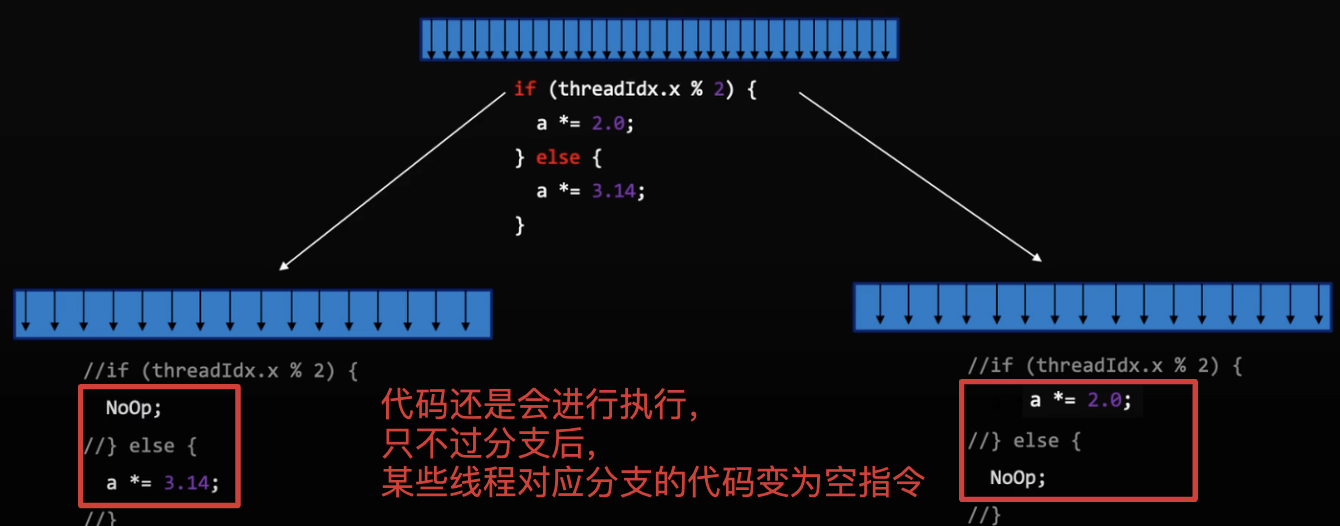 if (threadIdx.x % 2) {
a *= 2.0;
} else {
a *= 3.14;
}
//if (threadIdx.x % 2) {
NoOp;
//} else {
a *= 3.14;
//}
代码还是会进行执行，
只不过分支后，
某些线程对应分支的代码变为空指令
//if (threadIdx.x % 2) {
a *= 2.0;
//} else {
NoOp;
//}